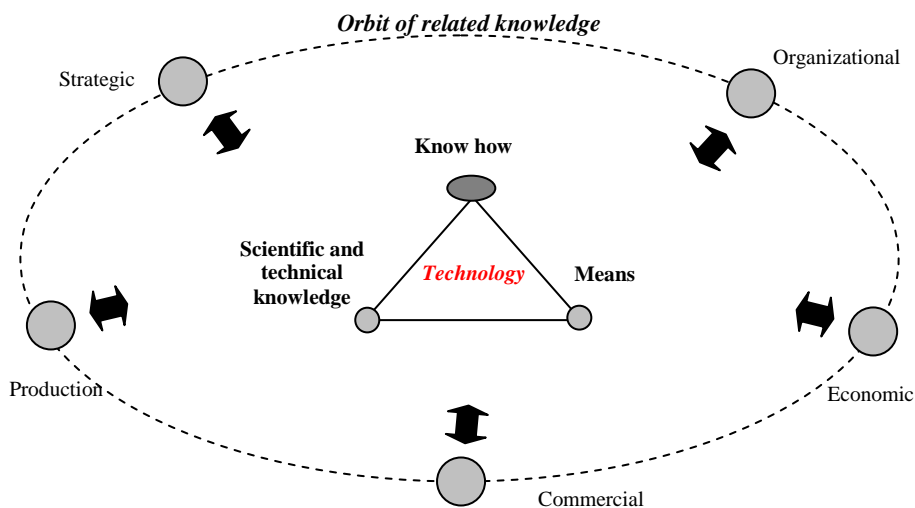 Orbit of related knowledge
Strategic
Organizational
Know how
Scientific and
technical
knowledge
Technology
Means
Production
Economic
Commercial